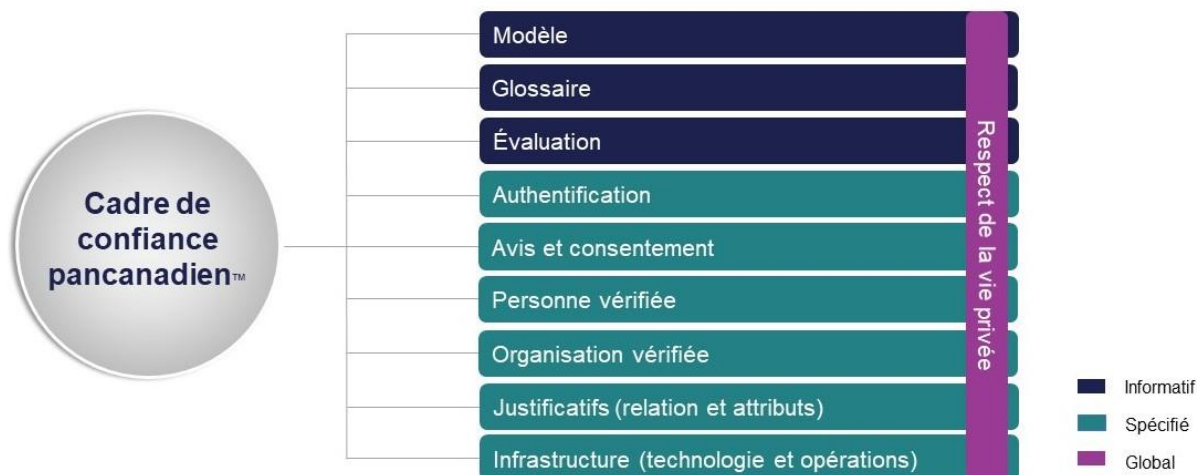 Cadre de
confiance
pancanadien™
Modèle
Glossaire
Évaluation
Authentification
Avis et consentement
Personne vérifiée
Organisation vérifiée
Justificatifs (relation et attributs)
Infrastructure (technologie et opérations)
Respect de la vie privée
Informatif
Spécifié
Global